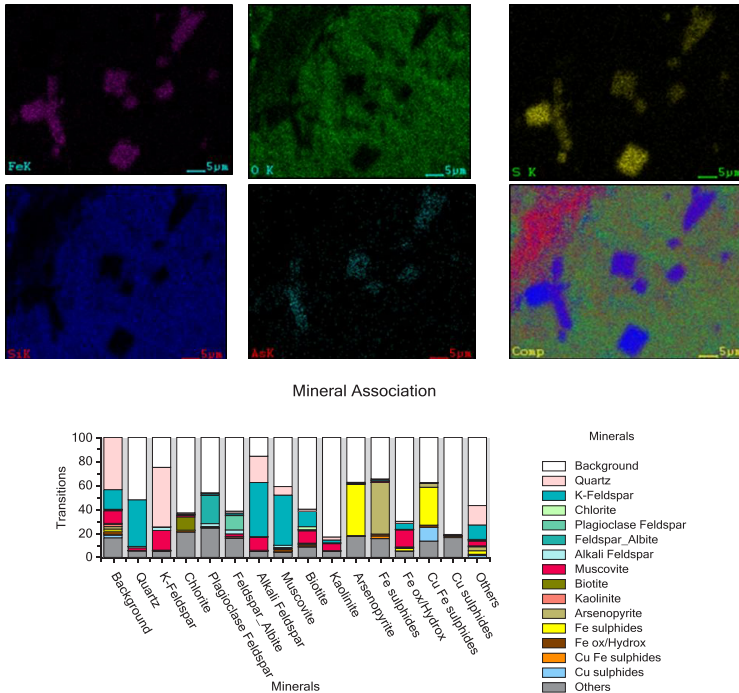 FeK
5μm
O K
5μm
S K
5μm
SiK
5μm
AsK
5μm
Comp
5μm
Mineral Association
Minerals
Transitions
100
80
60
40
20
0
Background
Quartz
K-Feldspar
Chlorite
Plagioclase Feldspar
Feldspar_Albite
Alkali Feldspar
Muscovite
Biotite
Kaolinite
Arsenopyrite
Fe sulphides
Fe ox/Hydrox
Cu Fe sulphides
Cu sulphides
Others
Minerals
Background
Quartz
K-Feldspar
Chlorite
Plagioclase Feldspar
Feldspar_Albite
Alkali Feldspar
Muscovite
Biotite
Kaolinite
Arsenopyrite
Fe sulphides
Fe ox/Hydrox
Cu Fe sulphides
Cu sulphides
Others